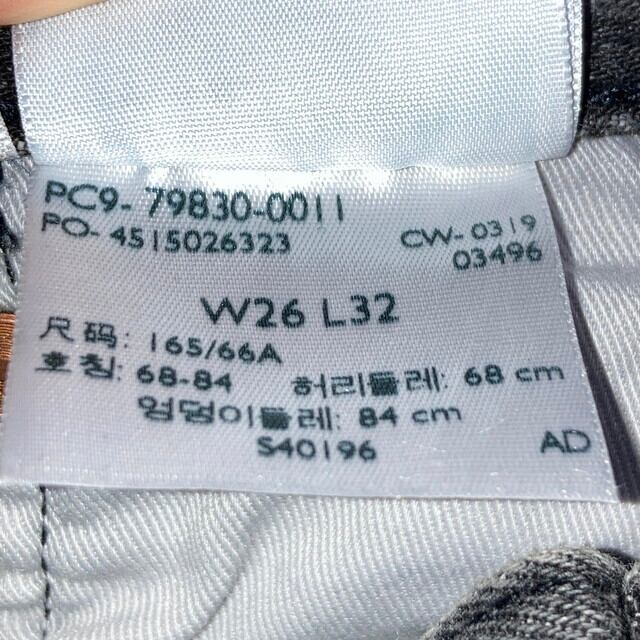 PC9- 79830-0011
PO- 4515026323
CW-0319
03496
W26 L32
尺码: 165/66A
호칭: 68-84 허리둘레: 68 cm
엉덩이둘레: 84 cm
S40196
AD